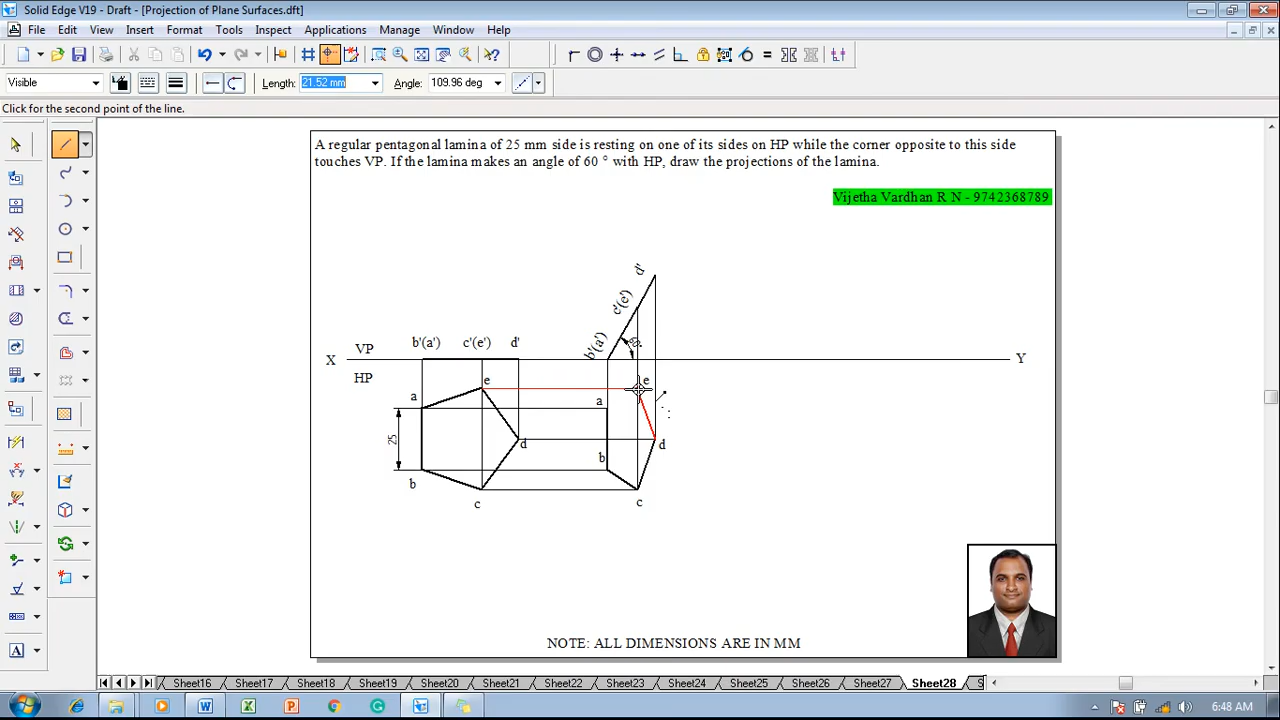 Solid Edge V19 - Draft - [Projection of Plane Surfaces.dft]
File Edit View Insert Format Tools Inspect Applications Manage Window Help
Visible Length: 21.52 mm Angle: 109.96 deg
Click for the second point of the line.
A regular pentagonal lamina of 25 mm side is resting on one of its sides on HP while the corner opposite to this side
touches VP. If the lamina makes an angle of 60 ° with HP, draw the projections of the lamina.
Vijetha Vardhan R N - 9742368789
d'
c'(e')
b'(a')
VP b'(a') c'(e') d'
X Y
HP
e e
a a
25
d d
b
b
c c
NOTE: ALL DIMENSIONS ARE IN MM
Sheet16 Sheet17 Sheet18 Sheet19 Sheet20 Sheet21 Sheet22 Sheet23 Sheet24 Sheet25 Sheet26 Sheet27 Sheet28 S
6:48 AM